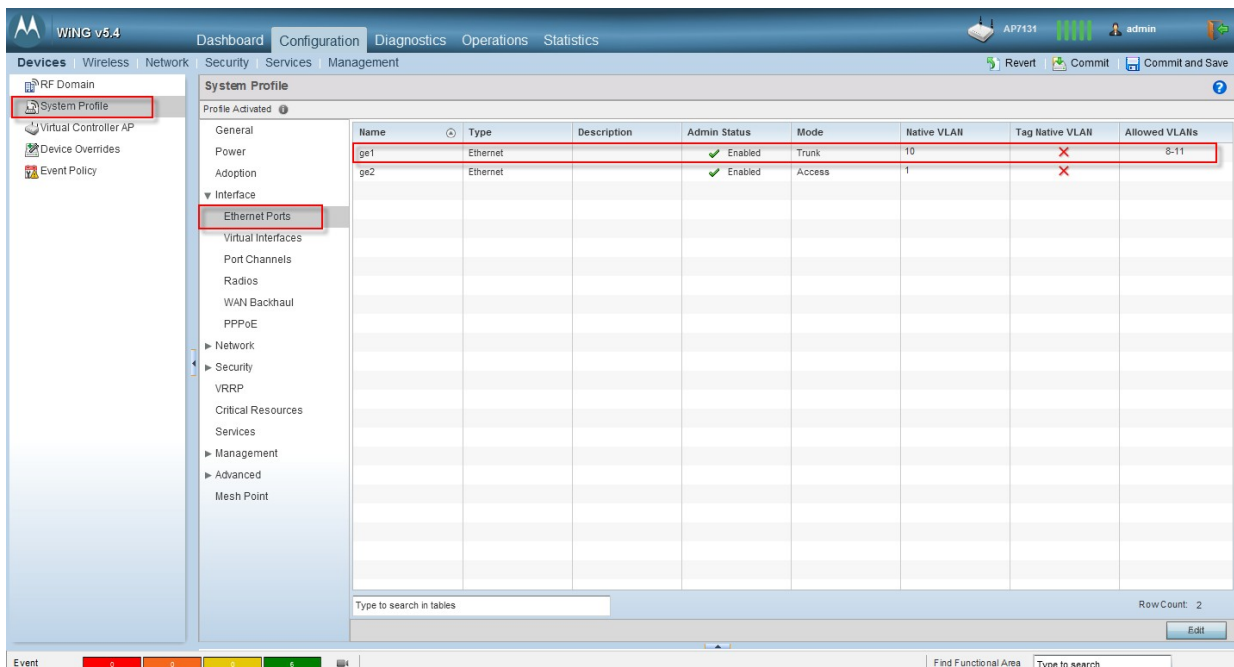 WiNG v5.4
Dashboard Configuration Diagnostics Operations Statistics
AP7131
admin
Devices Wireless Network Security Services Management
Revert Commit Commit and Save
RF Domain
System Profile
Virtual Controller AP
Device Overrides
Event Policy
System Profile
Profile Activated
General
Power
Adoption
Interface
Ethernet Ports
Virtual Interfaces
Port Channels
Radios
WAN Backhaul
PPPoE
Network
Security
VRRP
Critical Resources
Services
Management
Advanced
Mesh Point
Name Type Description Admin Status Mode Native VLAN Tag Native VLAN Allowed VLANs
ge1 Ethernet Enabled Trunk 10 8-11
ge2 Ethernet Enabled Access 1
Type to search in tables
Row Count: 2
Edit
Event 0 0 0 6
Find Functional Area Type to search